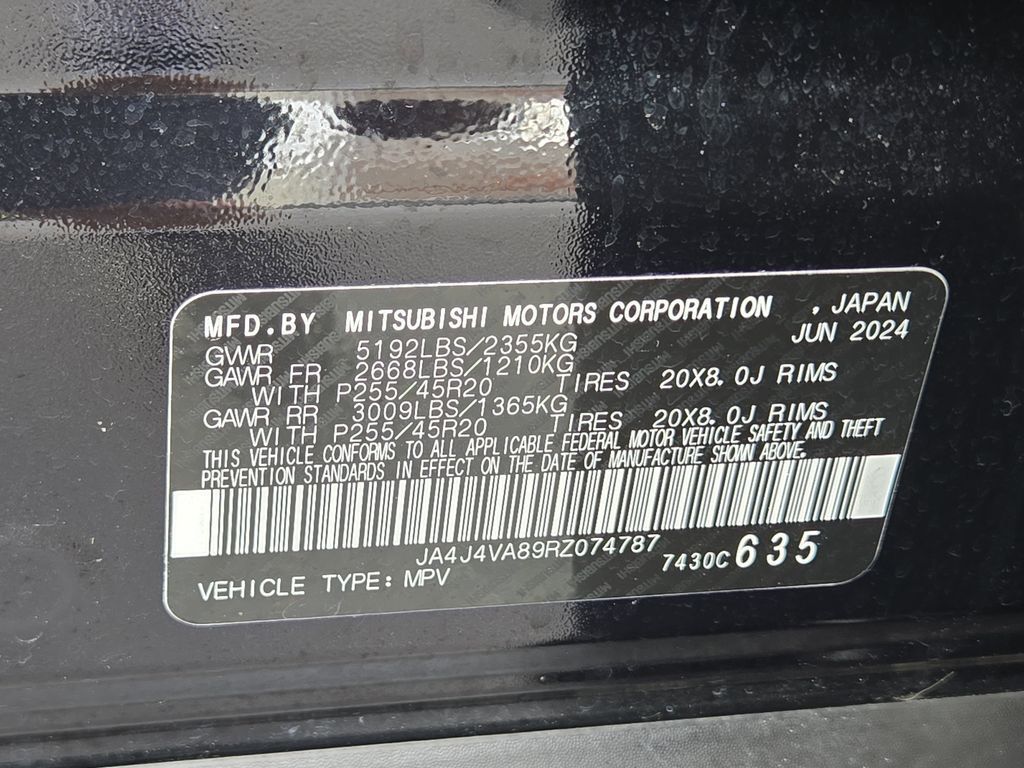 MFD.BY MITSUBISHI MOTORS CORPORATION , JAPAN
JUN 2024
GVWR 5192LBS/2355KG
GAWR FR 2668LBS/1210KG
WITH P255/45R20 TIRES 20X8.0J RIMS
GAWR RR 3009LBS/1365KG
WITH P255/45R20 TIRES 20X8.0J RIMS
THIS VEHICLE CONFORMS TO ALL APPLICABLE FEDERAL MOTOR VEHICLE SAFETY AND THEFT
PREVENTION STANDARDS IN EFFECT ON THE DATE OF MANUFACTURE SHOWN ABOVE.
JA4J4VA89RZ074787
7430C635
VEHICLE TYPE: MPV